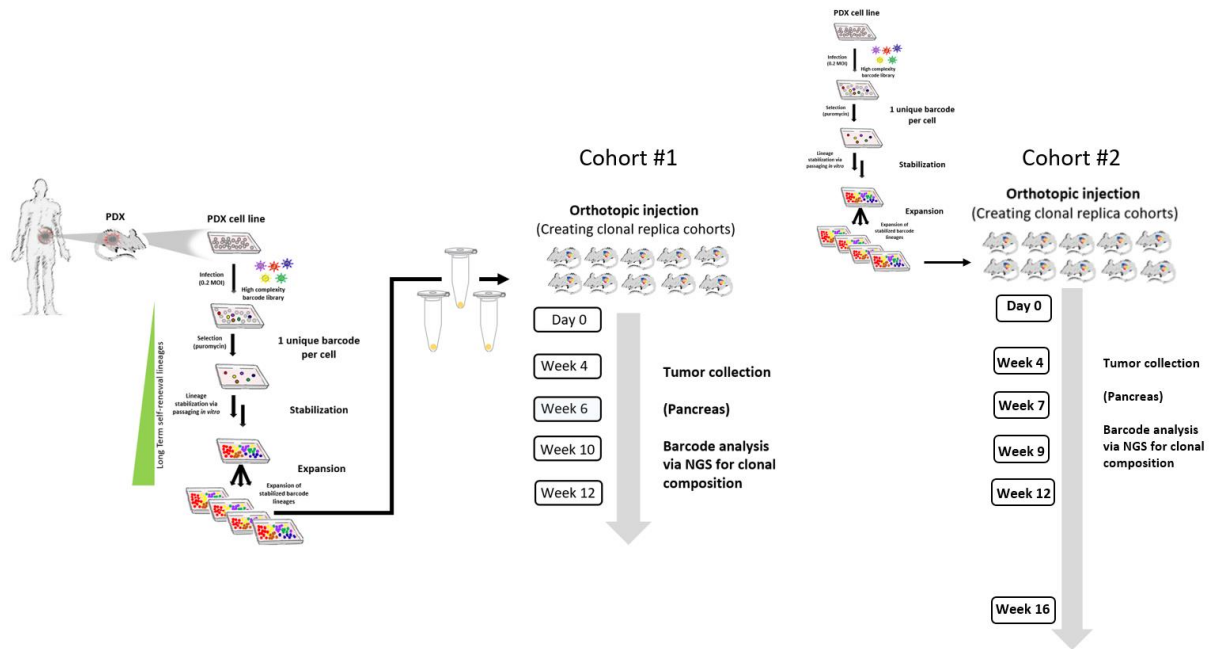 PDX
PDX cell line
Infection
(0.2 MOI)
High complexity
barcode library
Selection
(puromycin)
1 unique barcode
per cell
Lineage
stabilization via
passaging in vitro
Stabilization
Expansion
Expansion of
stabilized barcode
lineages
Long Term self-renewal lineages
Cohort #1
Orthotopic injection
(Creating clonal replica cohorts)
Day 0
Week 4
Week 6
Week 10
Week 12
Tumor collection
(Pancreas)
Barcode analysis
via NGS for clonal
composition
PDX cell line
Infection
(0.2 MOI)
High complexity
barcode library
Selection
(puromycin)
1 unique barcode
per cell
Lineage
stabilization via
passaging in vitro
Stabilization
Expansion
Expansion of
stabilized barcode
lineages
Cohort #2
Orthotopic injection
(Creating clonal replica cohorts)
Day 0
Week 4
Week 7
Week 9
Week 12
Week 16
Tumor collection
(Pancreas)
Barcode analysis
via NGS for clonal
composition